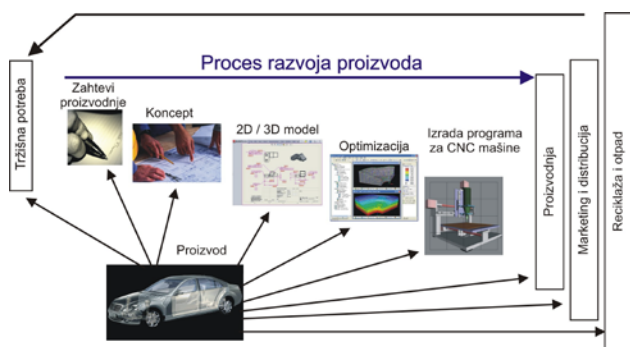 Proces razvoja proizvoda
Tržišna potreba
Zahtevi
proizvodnje
Koncept
2D / 3D model
Optimizacija
Izrada programa
za CNC mašine
Proizvodnja
Marketing i distribucija
Reciklaža i otpad
Proizvod